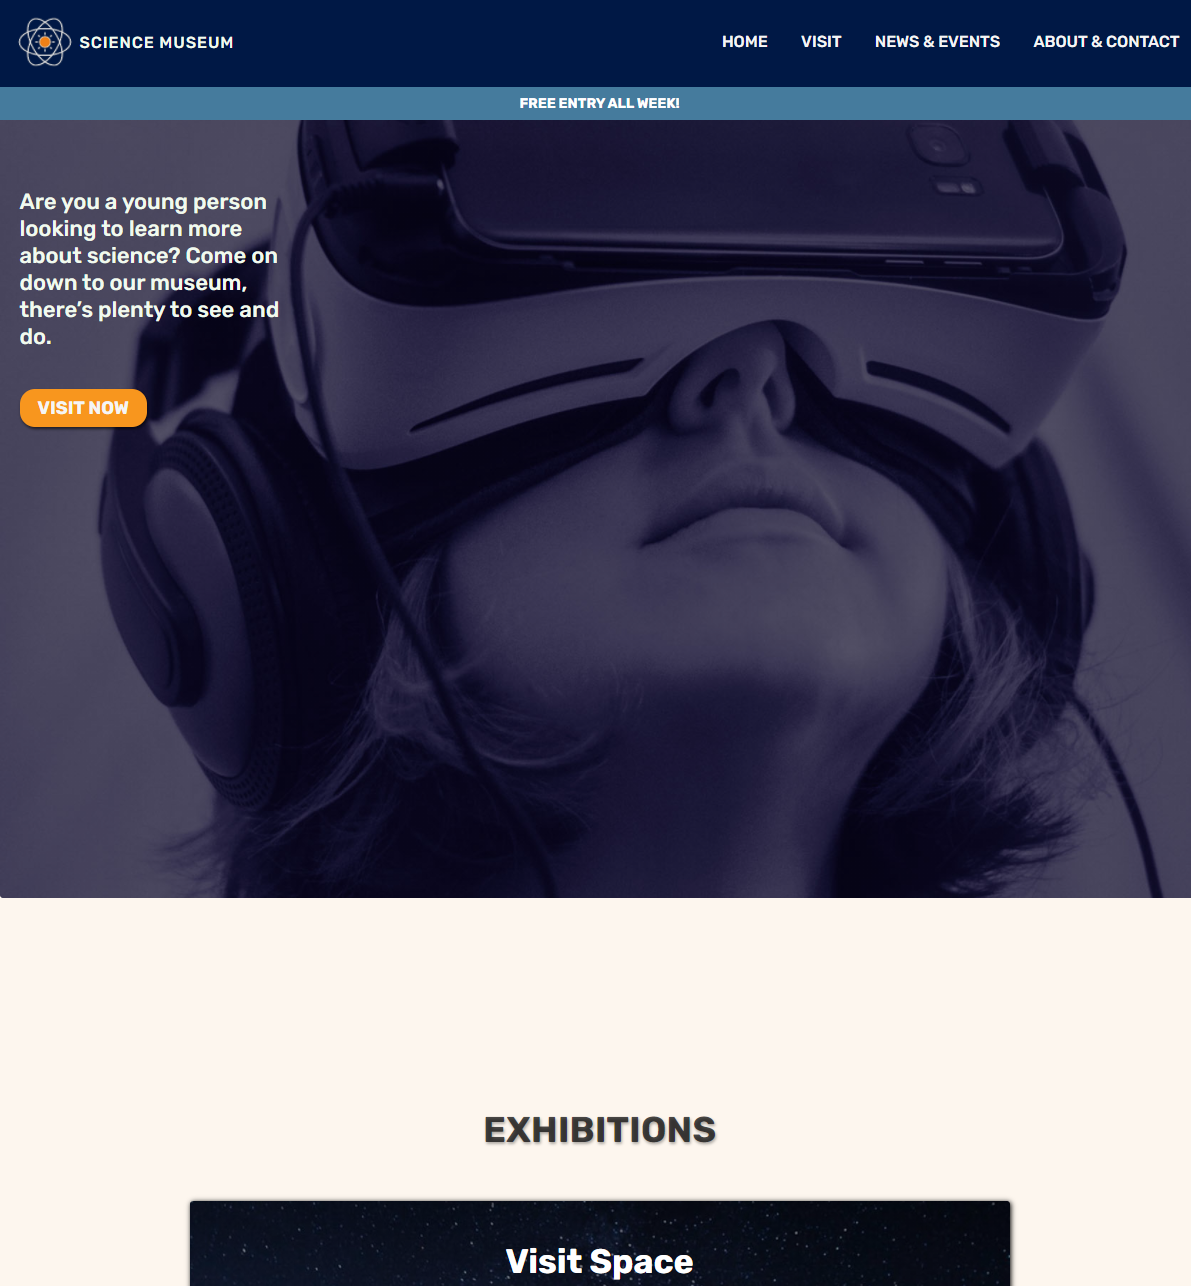 SCIENCE MUSEUM
HOME VISIT NEWS & EVENTS ABOUT & CONTACT
FREE ENTRY ALL WEEK!
Are you a young person
looking to learn more
about science? Come on
down to our museum,
there’s plenty to see and
do.
VISIT NOW
EXHIBITIONS
Visit Space